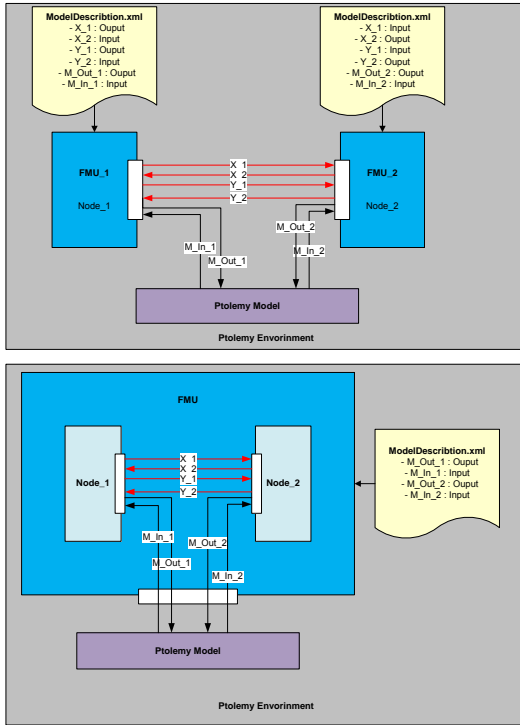 ModelDescribtion.xml
- X_1 : Ouput
- X_2 : Input
- Y_1 : Ouput
- Y_2 : Input
- M_Out_1 : Ouput
- M_In_1 : Input
ModelDescribtion.xml
- X_1 : Input
- X_2 : Ouput
- Y_1 : Input
- Y_2 : Ouput
- M_Out_2 : Ouput
- M_In_2 : Input
FMU_1
Node_1
X_1
X_2
Y_1
Y_2
FMU_2
Node_2
M_In_1
M_Out_1
M_Out_2
M_In_2
Ptolemy Model
Ptolemy Envorinment
FMU
Node_1
X_1
X_2
Y_1
Y_2
Node_2
M_In_1
M_Out_1
M_Out_2
M_In_2
ModelDescribtion.xml
- M_Out_1 : Ouput
- M_In_1 : Input
- M_Out_2 : Ouput
- M_In_2 : Input
Ptolemy Model
Ptolemy Envorinment